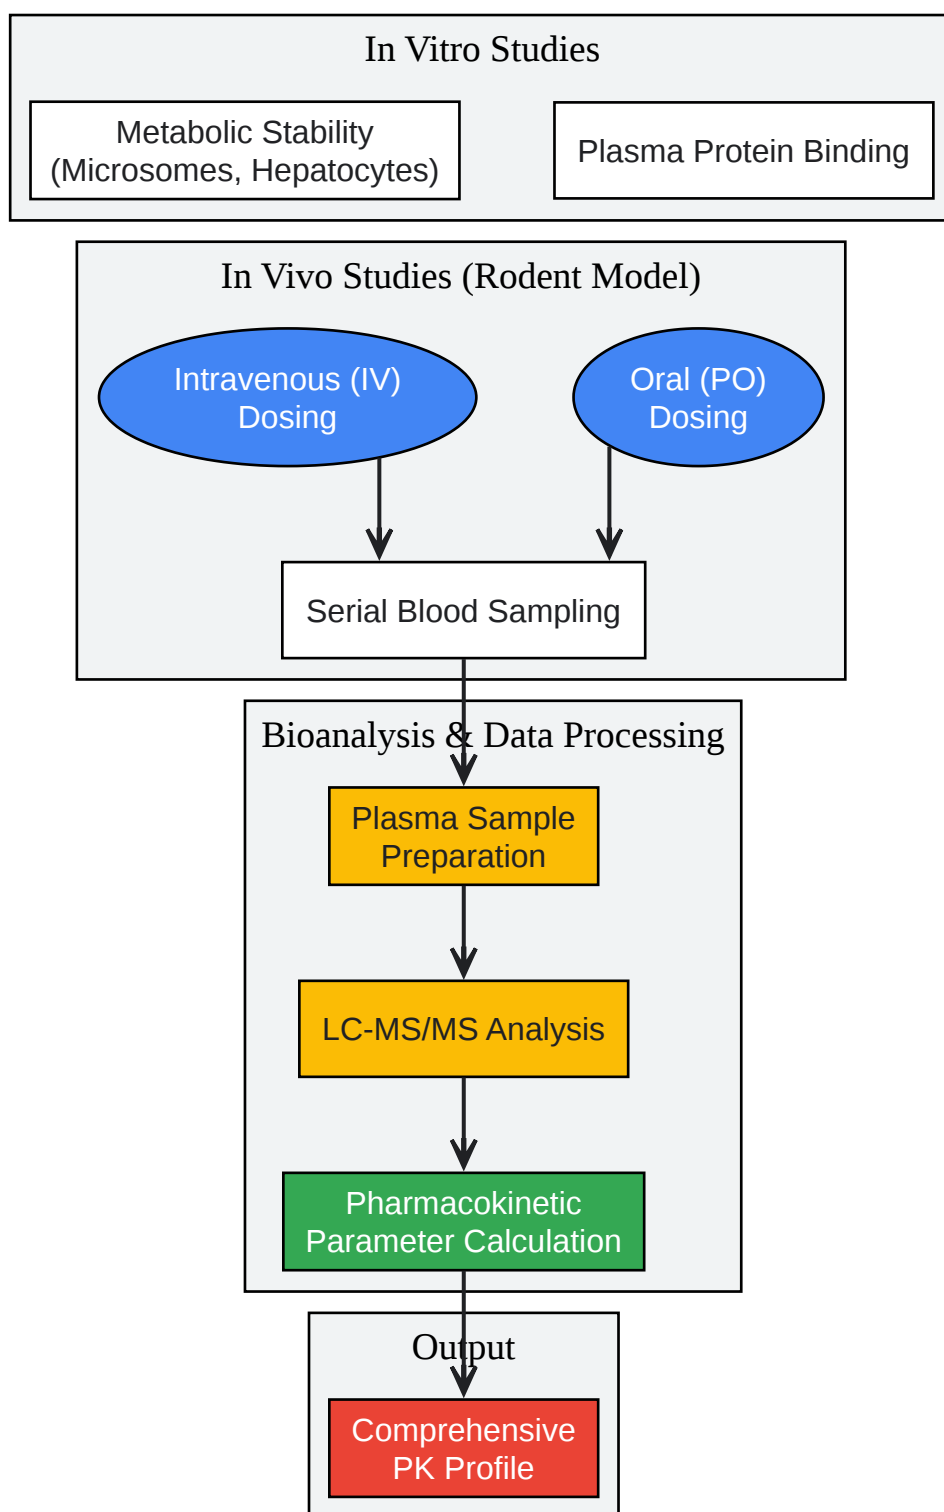 In Vitro Studies
Metabolic Stability
(Microsomes, Hepatocytes)
Plasma Protein Binding
In Vivo Studies (Rodent Model)
Intravenous (IV)
Dosing
Oral (PO)
Dosing
Serial Blood Sampling
Bioanalysis & Data Processing
Plasma Sample
Preparation
LC-MS/MS Analysis
Pharmacokinetic
Parameter Calculation
Output
Comprehensive
PK Profile